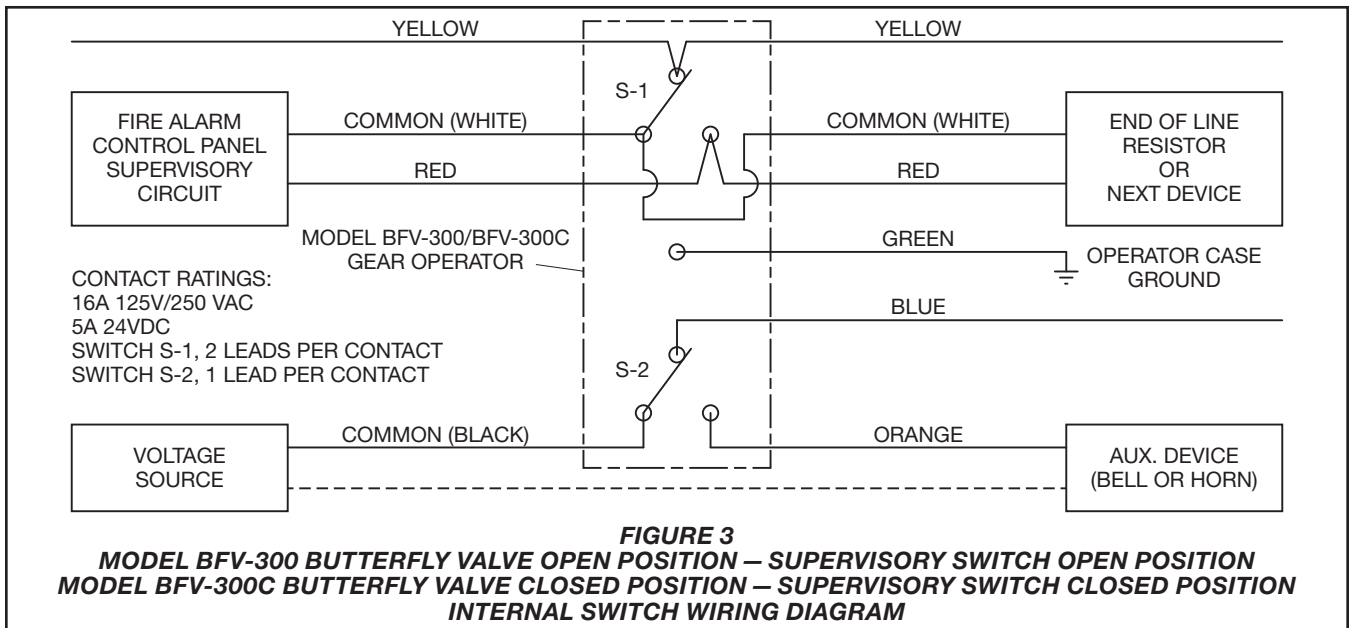 YELLOW
YELLOW
S-1
FIRE ALARM
CONTROL PANEL
SUPERVISORY
CIRCUIT
COMMON (WHITE)
COMMON (WHITE)
RED
RED
END OF LINE
RESISTOR
OR
NEXT DEVICE
MODEL BFV-300/BFV-300C
GEAR OPERATOR
GREEN
OPERATOR CASE
GROUND
CONTACT RATINGS:
16A 125V/250 VAC
5A 24VDC
SWITCH S-1, 2 LEADS PER CONTACT
SWITCH S-2, 1 LEAD PER CONTACT
BLUE
S-2
VOLTAGE
SOURCE
COMMON (BLACK)
ORANGE
AUX. DEVICE
(BELL OR HORN)
FIGURE 3
MODEL BFV-300 BUTTERFLY VALVE OPEN POSITION — SUPERVISORY SWITCH OPEN POSITION
MODEL BFV-300C BUTTERFLY VALVE CLOSED POSITION — SUPERVISORY SWITCH CLOSED POSITION
INTERNAL SWITCH WIRING DIAGRAM